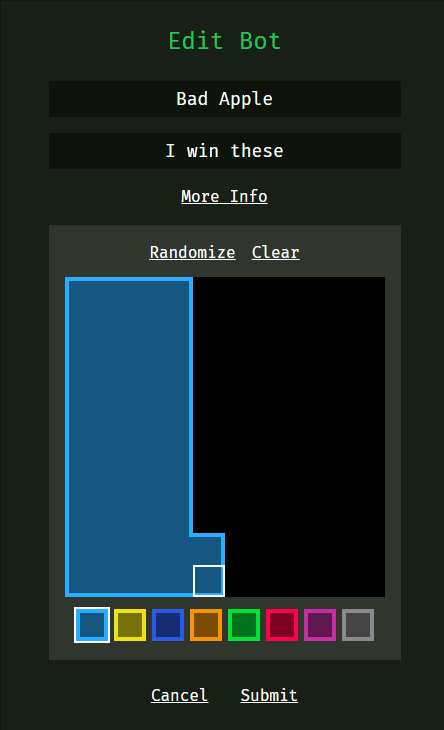 Edit Bot
Bad Apple
I win these
More Info
Randomize Clear
Cancel Submit